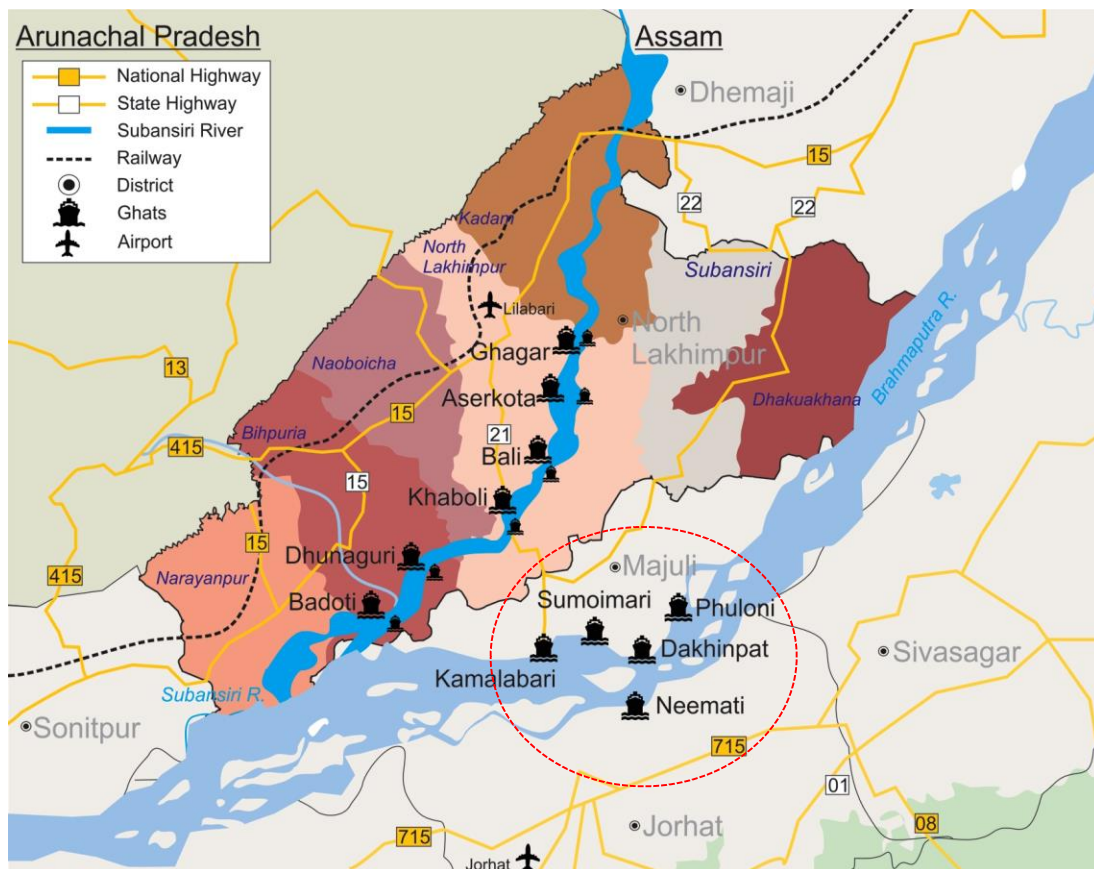 Arunachal Pradesh
Assam
National Highway
State Highway
Subansiri River
Railway
District
Ghats
Airport
Dhemaji
15
22
22
Kadam
North
Lakhimpur
Subansiri
Lilabari
North
Lakhimpur
Ghagar
Brahmaputra R.
Naoboicha
13
Aserkota
Dhakuakhana
15
21
Bihpuria
415
Bali
15
Khaboli
15
Dhunaguri
415
Narayanpur
Majuli
Badoti
Sumoimari
Phuloni
Dakhinpat
Sivasagar
Kamalabari
Subansiri R.
Neemati
Sonitpur
715
01
Jorhat
08
715
Jorhat